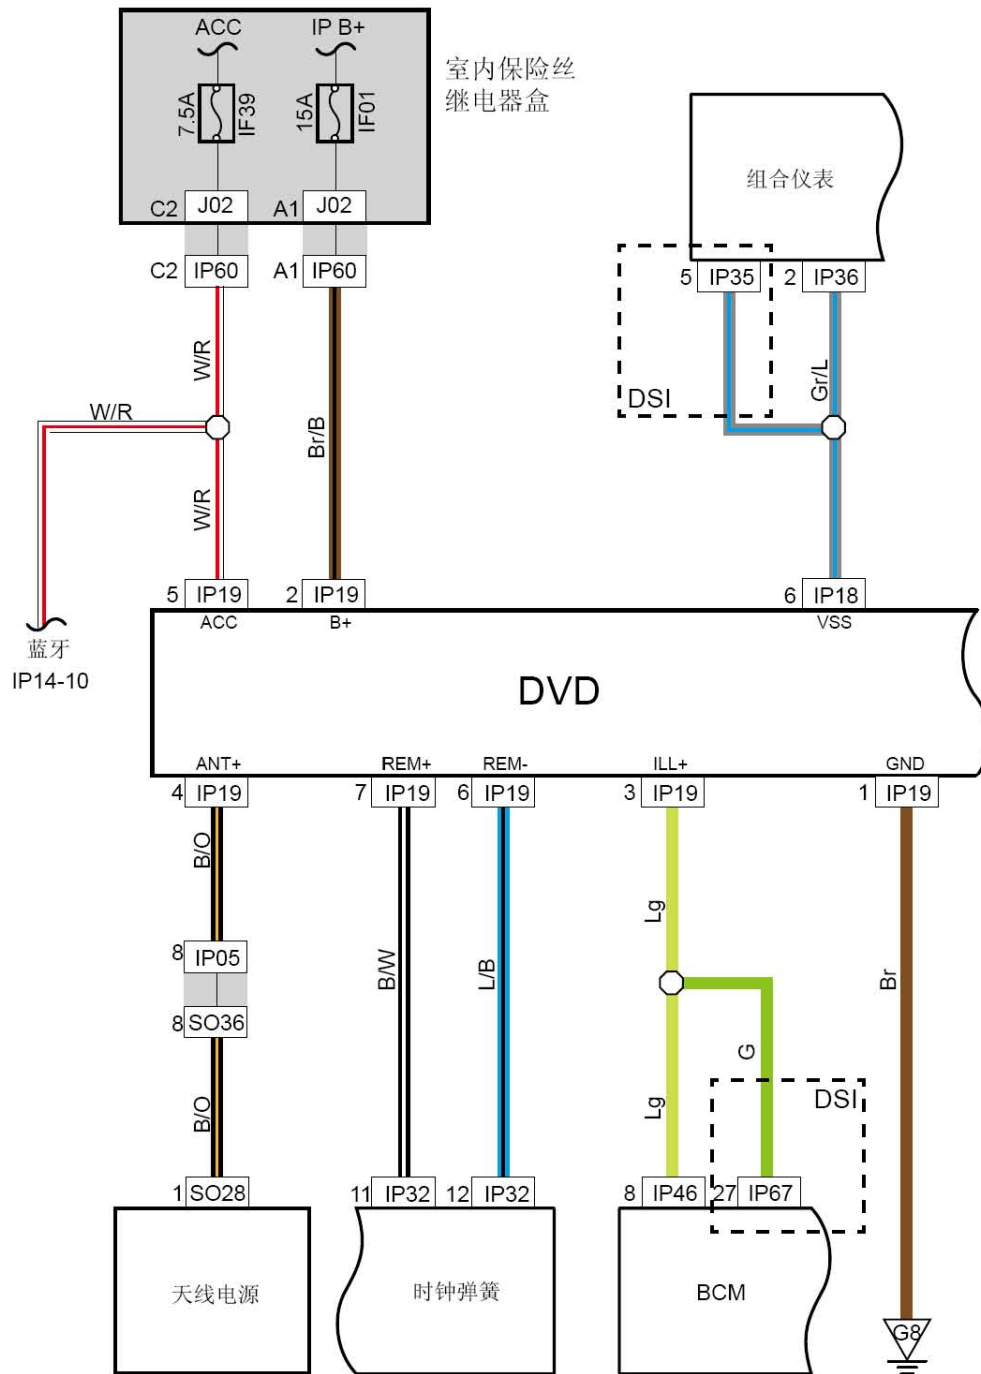 ACC
IP B+
室内保险丝
继电器盒
7.5A
IF39
15A
IF01
C2
J02
A1
J02
C2
IP60
A1
IP60
组合仪表
5
IP35
2
IP36
DSI
W/R
W/R
W/R
Br/B
Gr/L
5
IP19
2
IP19
6
IP18
ACC
B+
VSS
蓝牙
IP14-10
DVD
ANT+
REM+
REM-
ILL+
GND
4
IP19
7
IP19
6
IP19
3
IP19
1
IP19
B/O
Lg
8
IP05
B/W
L/B
Br
8
SO36
G
B/O
Lg
DSI
1
SO28
11
IP32
12
IP32
8
IP46
27
IP67
天线电源
时钟弹簧
BCM
G8